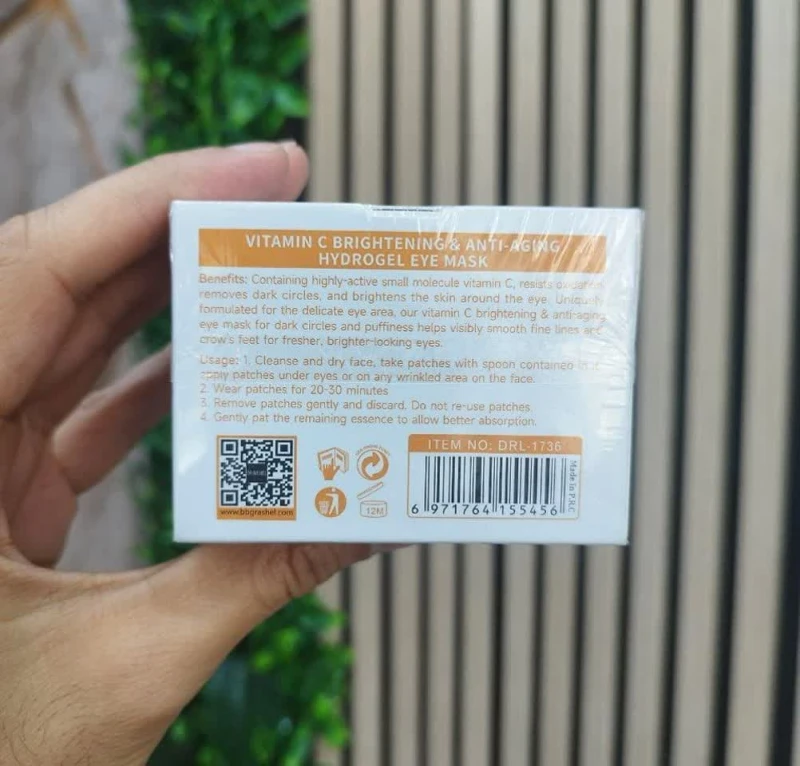 VITAMIN C BRIGHTENING & ANTI-AGING
HYDROGEL EYE MASK
Benefits: Containing highly-active small molecule vitamin C, resists oxidation
removes dark circles, and brightens the skin around the eye. Uniquely
formulated for the delicate eye area, our vitamin C brightening & anti-aging
eye mask for dark circles and puffiness helps visibly smooth fine lines and
crow's feet for fresher, brighter-looking eyes.
Usage: 1. Cleanse and dry face, take patches with spoon contained
apply patches under eyes or on any wrinkled area on the face.
2. Wear patches for 20-30 minutes
3. Remove patches gently and discard. Do not re-use patches.
4. Gently pat the remaining essence to allow better absorption.
www.bbgrashel.com
12M
ITEM NO: DRL-1736
6 971764 155456
Made in P.R.C